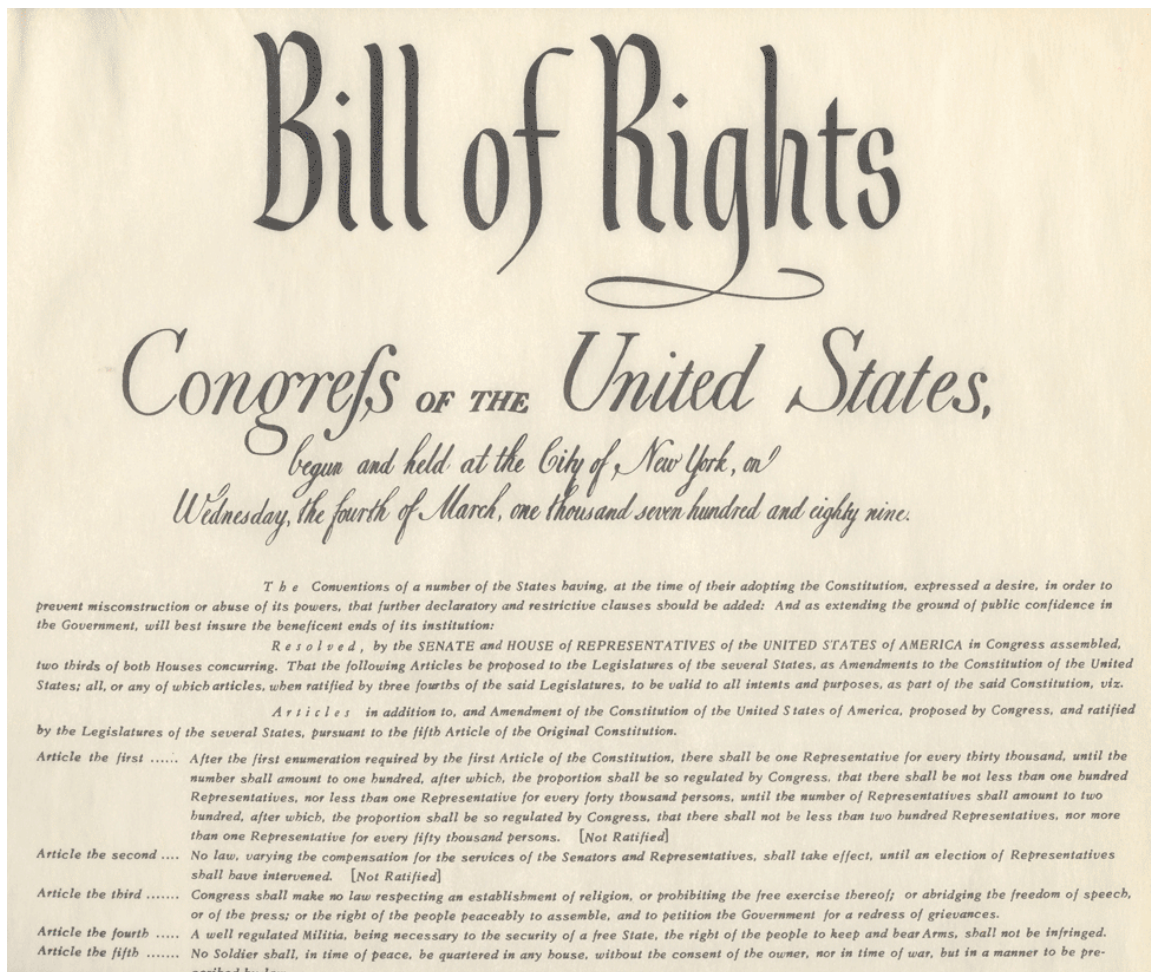 Bill of Rights
Congreſs OF THE United States,
begun and held at the City of New York, on
Wednesday, the fourth of March, one thousand seven hundred and eighty nine.
The Conventions of a number of the States having, at the time of their adopting the Constitution, expressed a desire, in order to
prevent misconstruction or abuse of its powers, that further declaratory and restrictive clauses should be added: And as extending the ground of public confidence in
the Government, will best insure the beneficent ends of its institution:
Resolved, by the SENATE and HOUSE of REPRESENTATIVES of the UNITED STATES of AMERICA in Congress assembled,
two thirds of both Houses concurring. That the following Articles be proposed to the Legislatures of the several States, as Amendments to the Constitution of the United
States; all, or any of which articles, when ratified by three fourths of the said Legislatures, to be valid to all intents and purposes, as part of the said Constitution, viz.
Articles in addition to, and Amendment of the Constitution of the United States of America, proposed by Congress, and ratified
by the Legislatures of the several States, pursuant to the fifth Article of the Original Constitution.
Article the first ...... After the first enumeration required by the first Article of the Constitution, there shall be one Representative for every thirty thousand, until the
number shall amount to one hundred, after which, the proportion shall be so regulated by Congress, that there shall be not less than one hundred
Representatives, nor less than one Representative for every forty thousand persons, until the number of Representatives shall amount to two
hundred, after which, the proportion shall be so regulated by Congress, that there shall not be less than two hundred Representatives, nor more
than one Representative for every fifty thousand persons. [Not Ratified]
Article the second .... No law, varying the compensation for the services of the Senators and Representatives, shall take effect, until an election of Representatives
shall have intervened. [Not Ratified]
Article the third ....... Congress shall make no law respecting an establishment of religion, or prohibiting the free exercise thereof; or abridging the freedom of speech,
or of the press; or the right of the people peaceably to assemble, and to petition the Government for a redress of grievances.
Article the fourth ..... A well regulated Militia, being necessary to the security of a free State, the right of the people to keep and bear Arms, shall not be infringed.
Article the fifth ....... No Soldier shall, in time of peace, be quartered in any house, without the consent of the owner, nor in time of war, but in a manner to be pre-